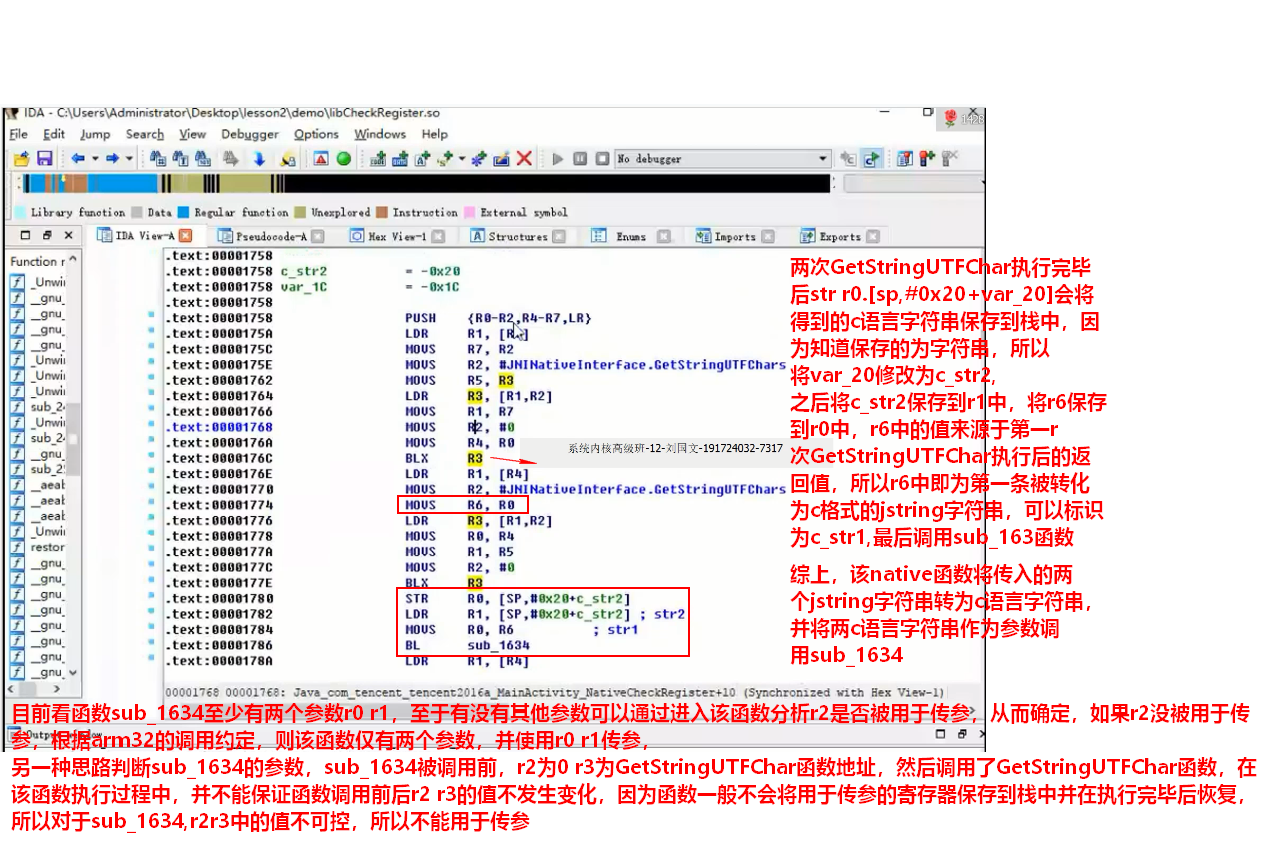 IDA - C:\Users\Administrator\Desktop\lesson2\demo\libCheckRegister.so
File Edit Jump Search View Debugger Options Windows Help
No debugger
Library function Data Regular function Unexplored Instruction External symbol
IDA View-A Pseudocode-A Hex View-1 Structures Enums Imports Exports
Function r
_Unwi
__gnu_
__gnu_
__gnu_
__gnu_
_Unwi
_Unwi
_Unwi
sub_24
_Unwi
sub_24
__gnu_
sub_25
__aeab
__aeab
__aeab
_Unwi
restor
__gnu_
__gnu_
__gnu_
__gnu_
__gnu_
__gnu_
__gnu_
__gnu_
.text:00001758
.text:00001758 c_str2 = -0x20
.text:00001758 var_1C = -0x1C
.text:00001758
.text:00001758 PUSH {R0-R2,R4-R7,LR}
.text:0000175A LDR R1, [R
.text:0000175C MOVS R7, R2
.text:0000175E MOVS R2, #JNINativeInterface.GetStringUTFChars
.text:00001762 MOVS R5, R3
.text:00001764 LDR R3, [R1,R2]
.text:00001766 MOVS R1, R7
.text:00001768 MOVS R2, #0
.text:0000176A MOVS R4, R0
.text:0000176C BLX R3
.text:0000176E LDR R1, [R4]
.text:00001770 MOVS R2, #JNINativeInterface.GetStringUTFChars
.text:00001774 MOVS R6, R0
.text:00001776 LDR R3, [R1,R2]
.text:00001778 MOVS R0, R4
.text:0000177A MOVS R1, R5
.text:0000177C MOVS R2, #0
.text:0000177E BLX R3
.text:00001780 STR R0, [SP,#0x20+c_str2]
.text:00001782 LDR R1, [SP,#0x20+c_str2] ; str2
.text:00001784 MOVS R0, R6 ; str1
.text:00001786 BL sub_1634
.text:0000178A LDR R1, [R4]
系统内核高级班-12-刘国文-191724032-7317
00001768 00001768: Java_com_tencent_tencent2016a_MainActivity_NativeCheckRegister+10 (Synchronized with Hex View-1)
两次GetStringUTFChar执行完毕
后str r0.[sp,#0x20+var_20]会将
得到的c语言字符串保存到栈中，因
为知道保存的为字符串，所以
将var_20修改为c_str2,
之后将c_str2保存到r1中，将r6保存
到r0中，r6中的值来源于第一r
次GetStringUTFChar执行后的返
回值，所以r6中即为第一条被转化
为c格式的jstring字符串，可以标识
为c_str1,最后调用sub_163函数
综上，该native函数将传入的两
个jstring字符串转为c语言字符串，
并将两c语言字符串作为参数调
用sub_1634
目前看函数sub_1634至少有两个参数r0 r1，至于有没有其他参数可以通过进入该函数分析r2是否被用于传参，从而确定，如果r2没被用于传
参，根据arm32的调用约定，则该函数仅有两个参数，并使用r0 r1传参，
另一种思路判断sub_1634的参数，sub_1634被调用前，r2为0 r3为GetStringUTFChar函数地址，然后调用了GetStringUTFChar函数，在
该函数执行过程中，并不能保证函数调用前后r2 r3的值不发生变化，因为函数一般不会将用于传参的寄存器保存到栈中并在执行完毕后恢复，
所以对于sub_1634,r2r3中的值不可控，所以不能用于传参